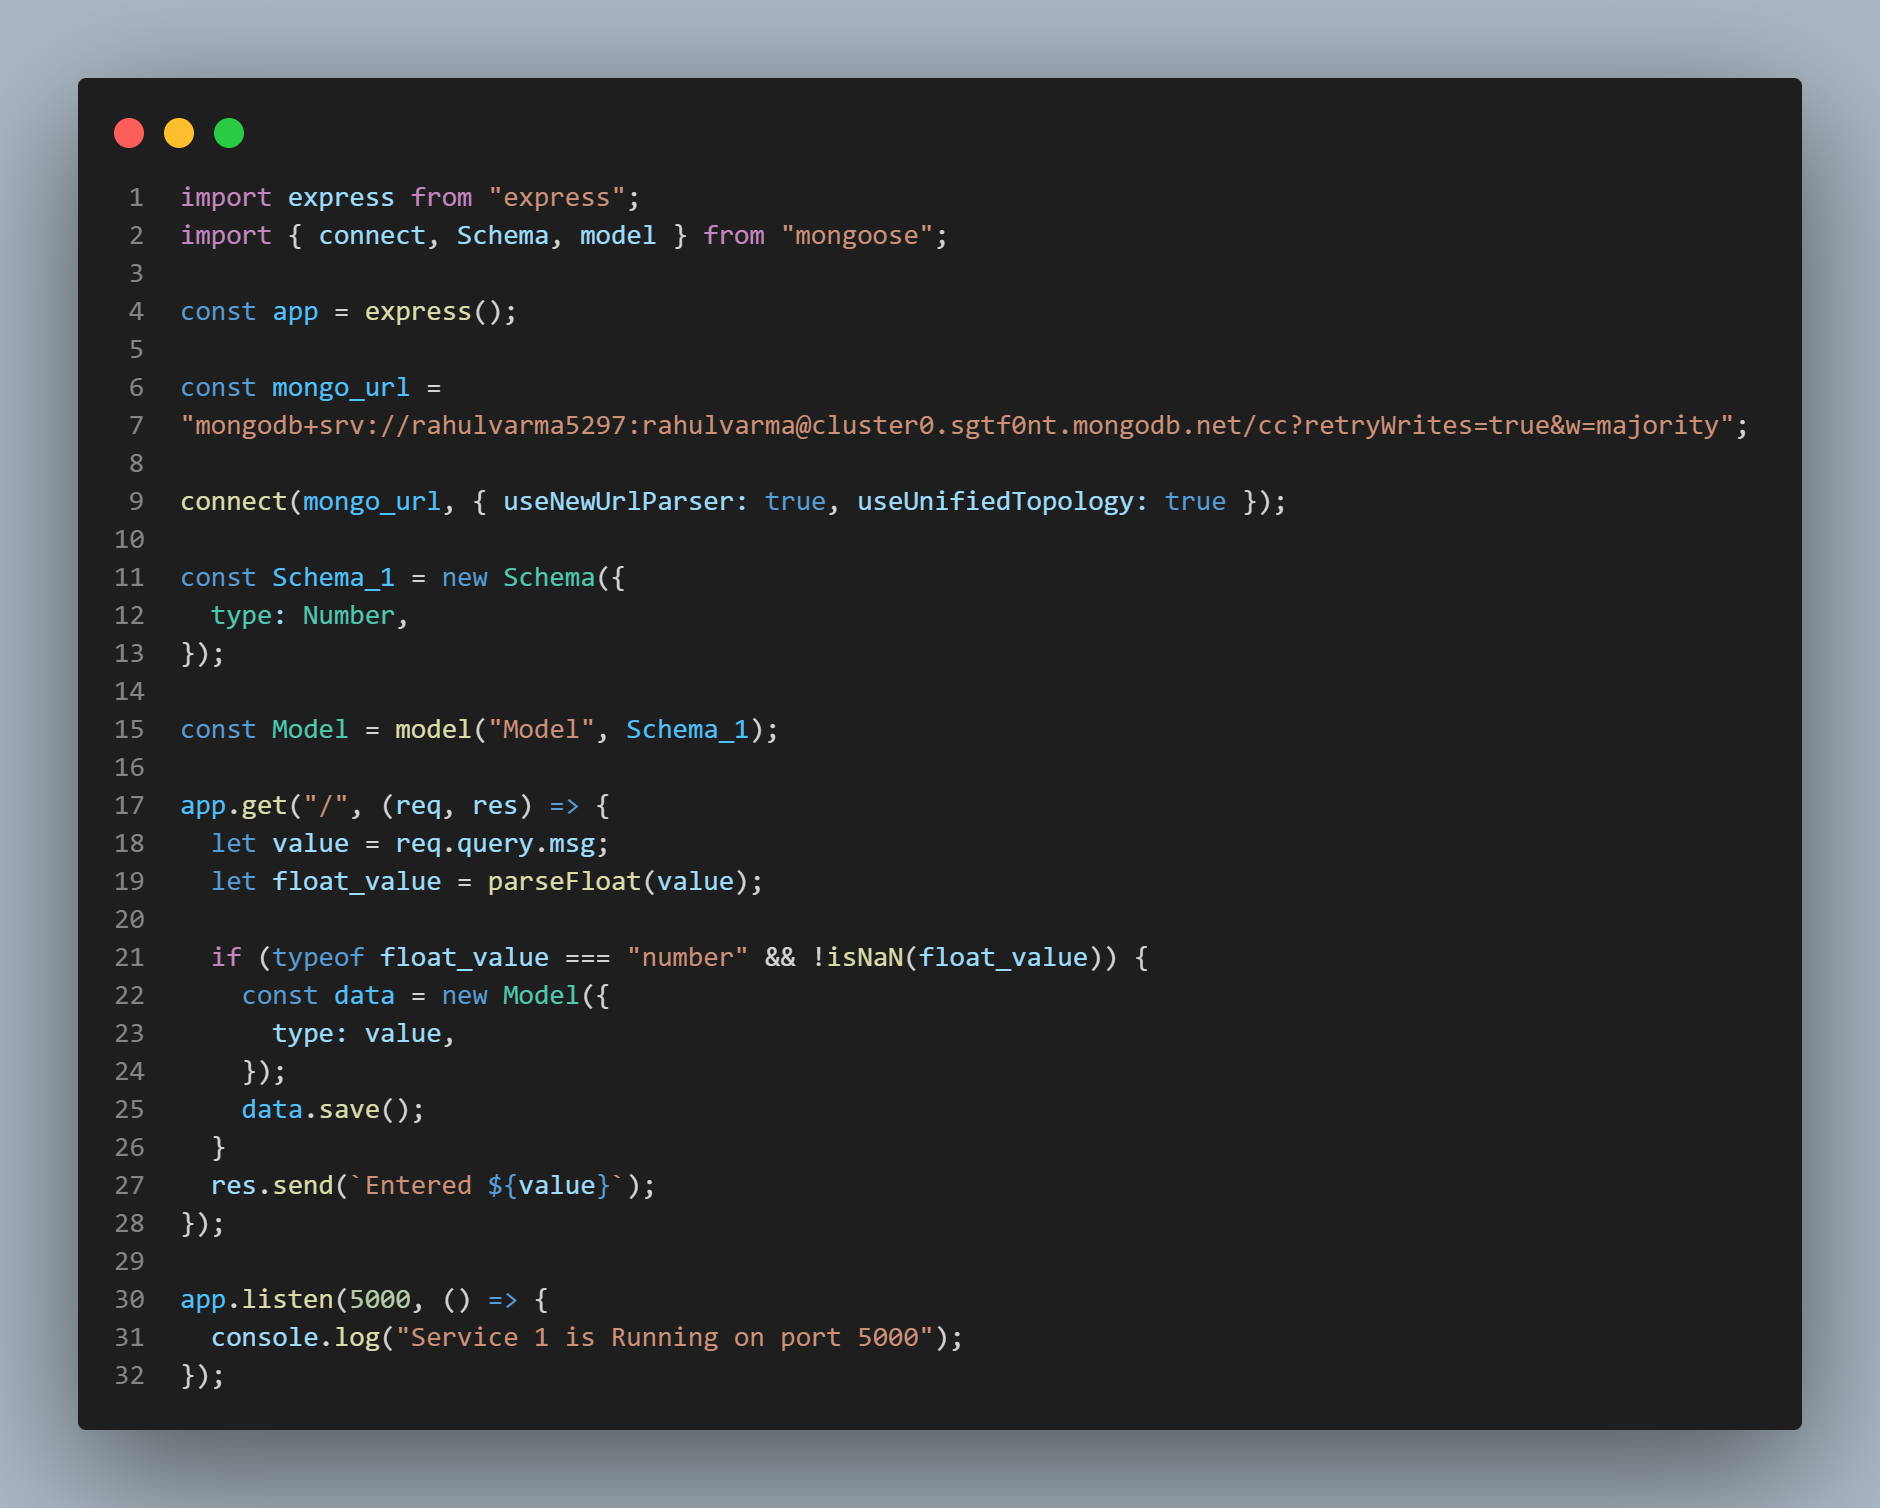 1 import express from "express";
2 import { connect, Schema, model } from "mongoose";
3
4 const app = express();
5
6 const mongo_url =
7 "mongodb+srv://rahulvarma5297:rahulvarma@cluster0.sgtf0nt.mongodb.net/cc?retryWrites=true&w=majority";
8
9 connect(mongo_url, { useNewUrlParser: true, useUnifiedTopology: true });
10
11 const Schema_1 = new Schema({
12   type: Number,
13 });
14
15 const Model = model("Model", Schema_1);
16
17 app.get("/", (req, res) => {
18   let value = req.query.msg;
19   let float_value = parseFloat(value);
20
21   if (typeof float_value === "number" && !isNaN(float_value)) {
22     const data = new Model({
23       type: value,
24     });
25     data.save();
26   }
27   res.send(`Entered ${value}`);
28 });
29
30 app.listen(5000, () => {
31   console.log("Service 1 is Running on port 5000");
32 });